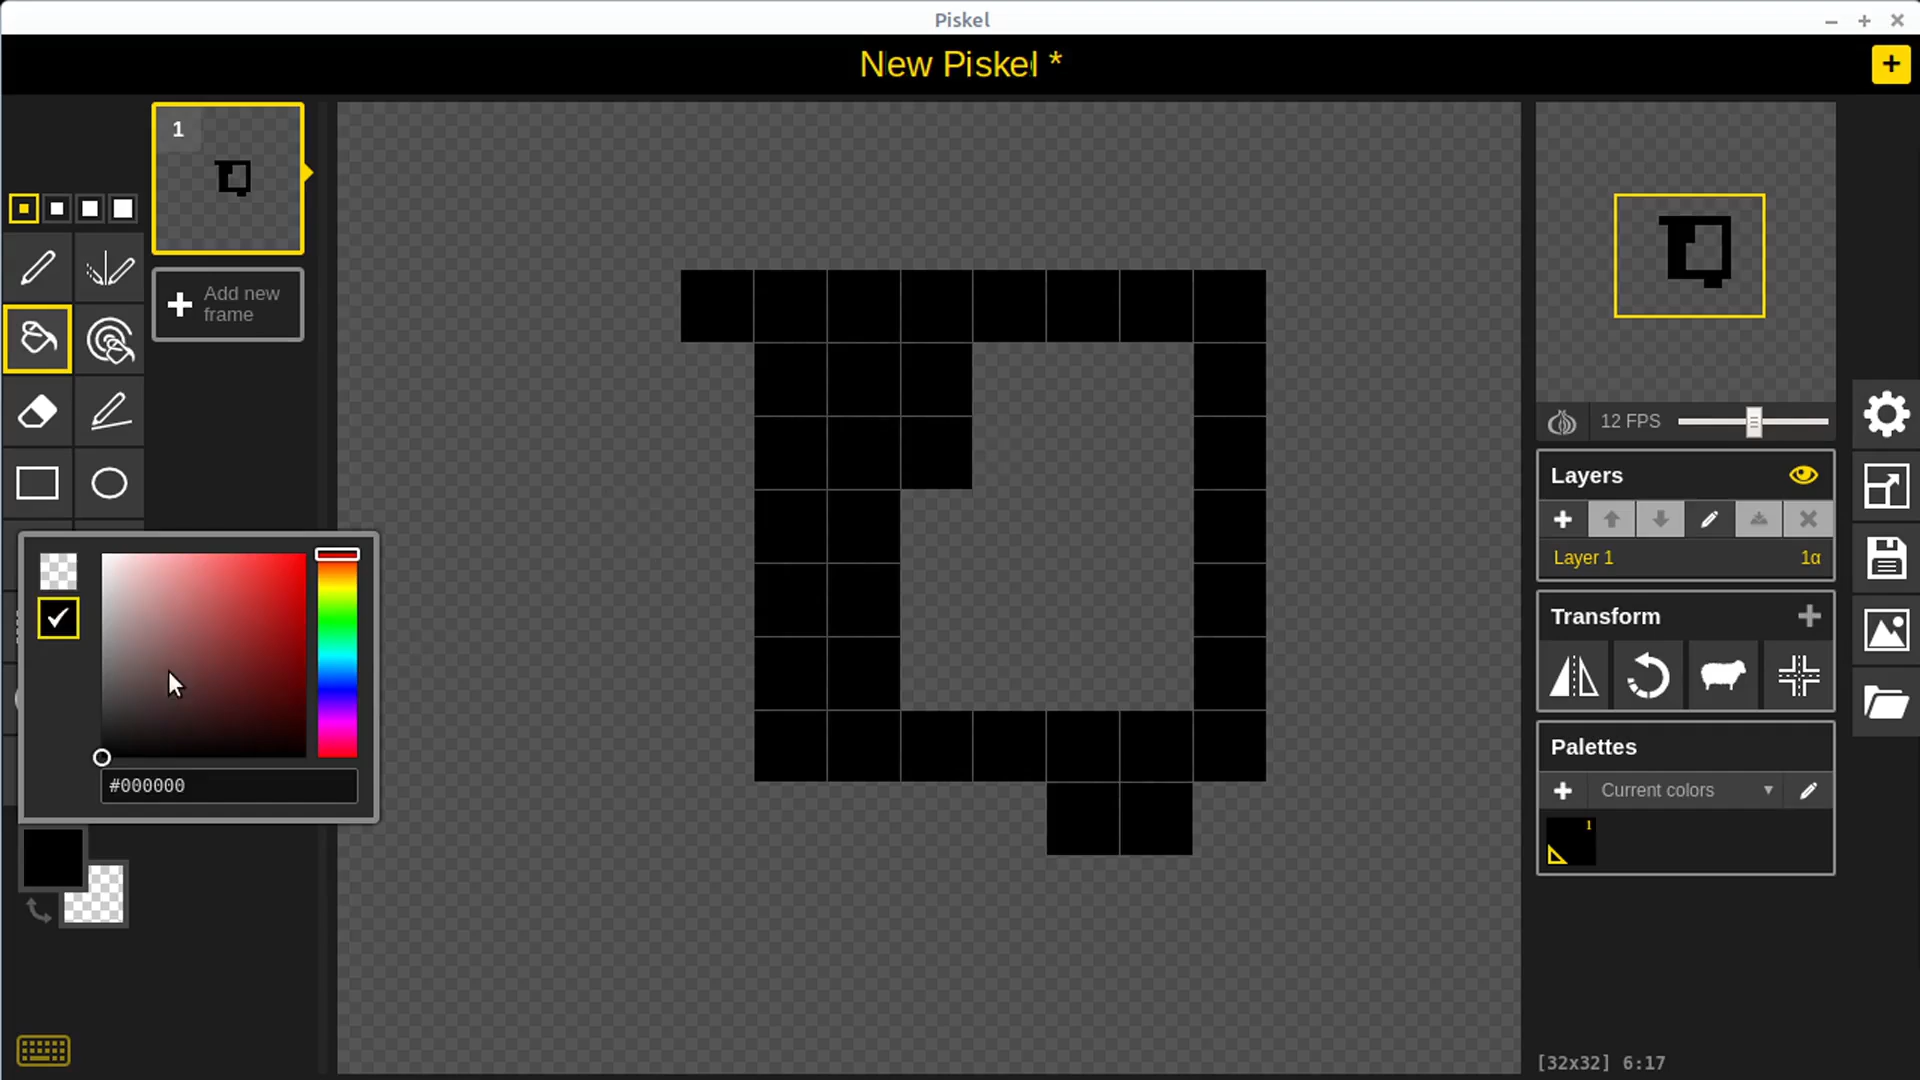 Piskel
New Piskel *
1
Add new
frame
12 FPS
Layers
Layer 1
1α
Transform
Palettes
Current colors
1
#000000
[32x32] 6:17